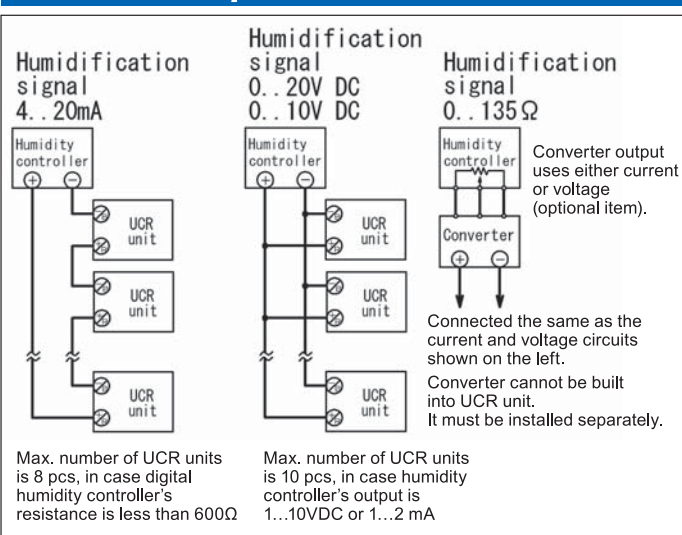 Humidification
signal
4..20mA
Humidity
controller
+ −
UCR
unit
UCR
unit
UCR
unit
Max. number of UCR units
is 8 pcs, in case digital
humidity controller's
resistance is less than 600Ω
Humidification
signal
0..20V DC
0..10V DC
Humidity
controller
+ −
UCR
unit
UCR
unit
UCR
unit
Max. number of UCR units
is 10 pcs, in case humidity
controller's output is
1...10VDC or 1...2 mA
Humidification
signal
0..135Ω
Humidity
controller
Converter
+ −
Converter output
uses either current
or voltage
(optional item).
Connected the same as the
current and voltage circuits
shown on the left.
Converter cannot be built
into UCR unit.
It must be installed separately.